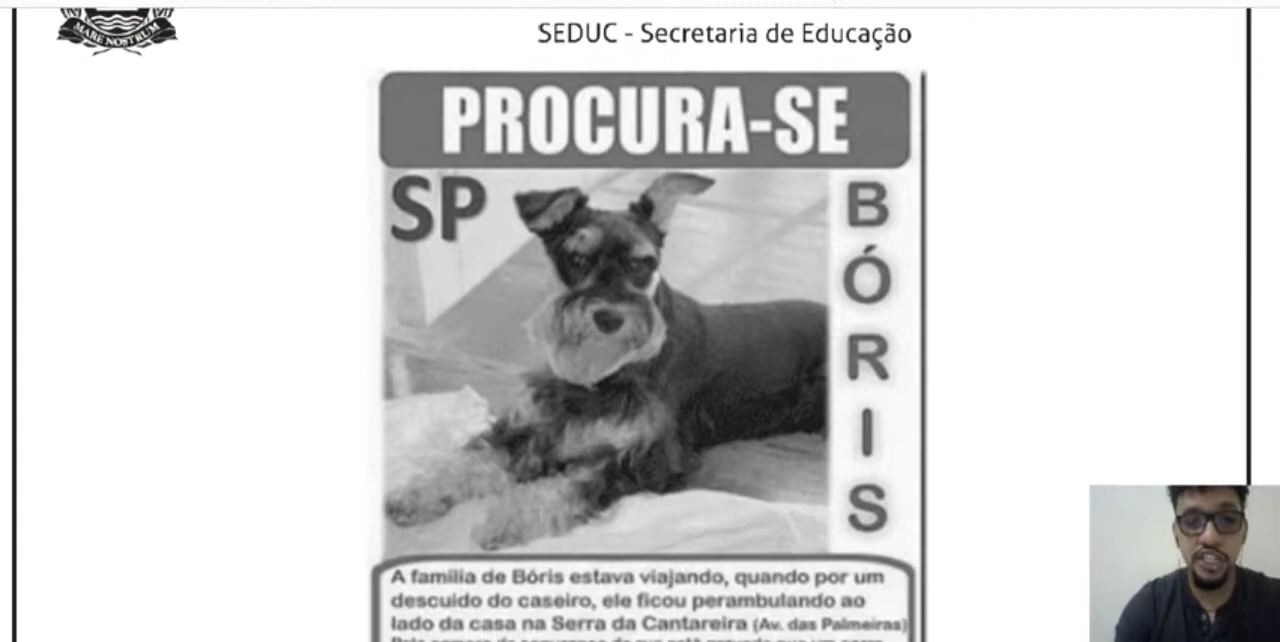 MARE NOSTRUM
SEDUC - Secretaria de Educação
PROCURA-SE
SP
BÓRIS
A família de Bóris estava viajando, quando por um
descuido do caseiro, ele ficou perambulando ao
lado da casa na Serra da Cantareira (Av. das Palmeiras)